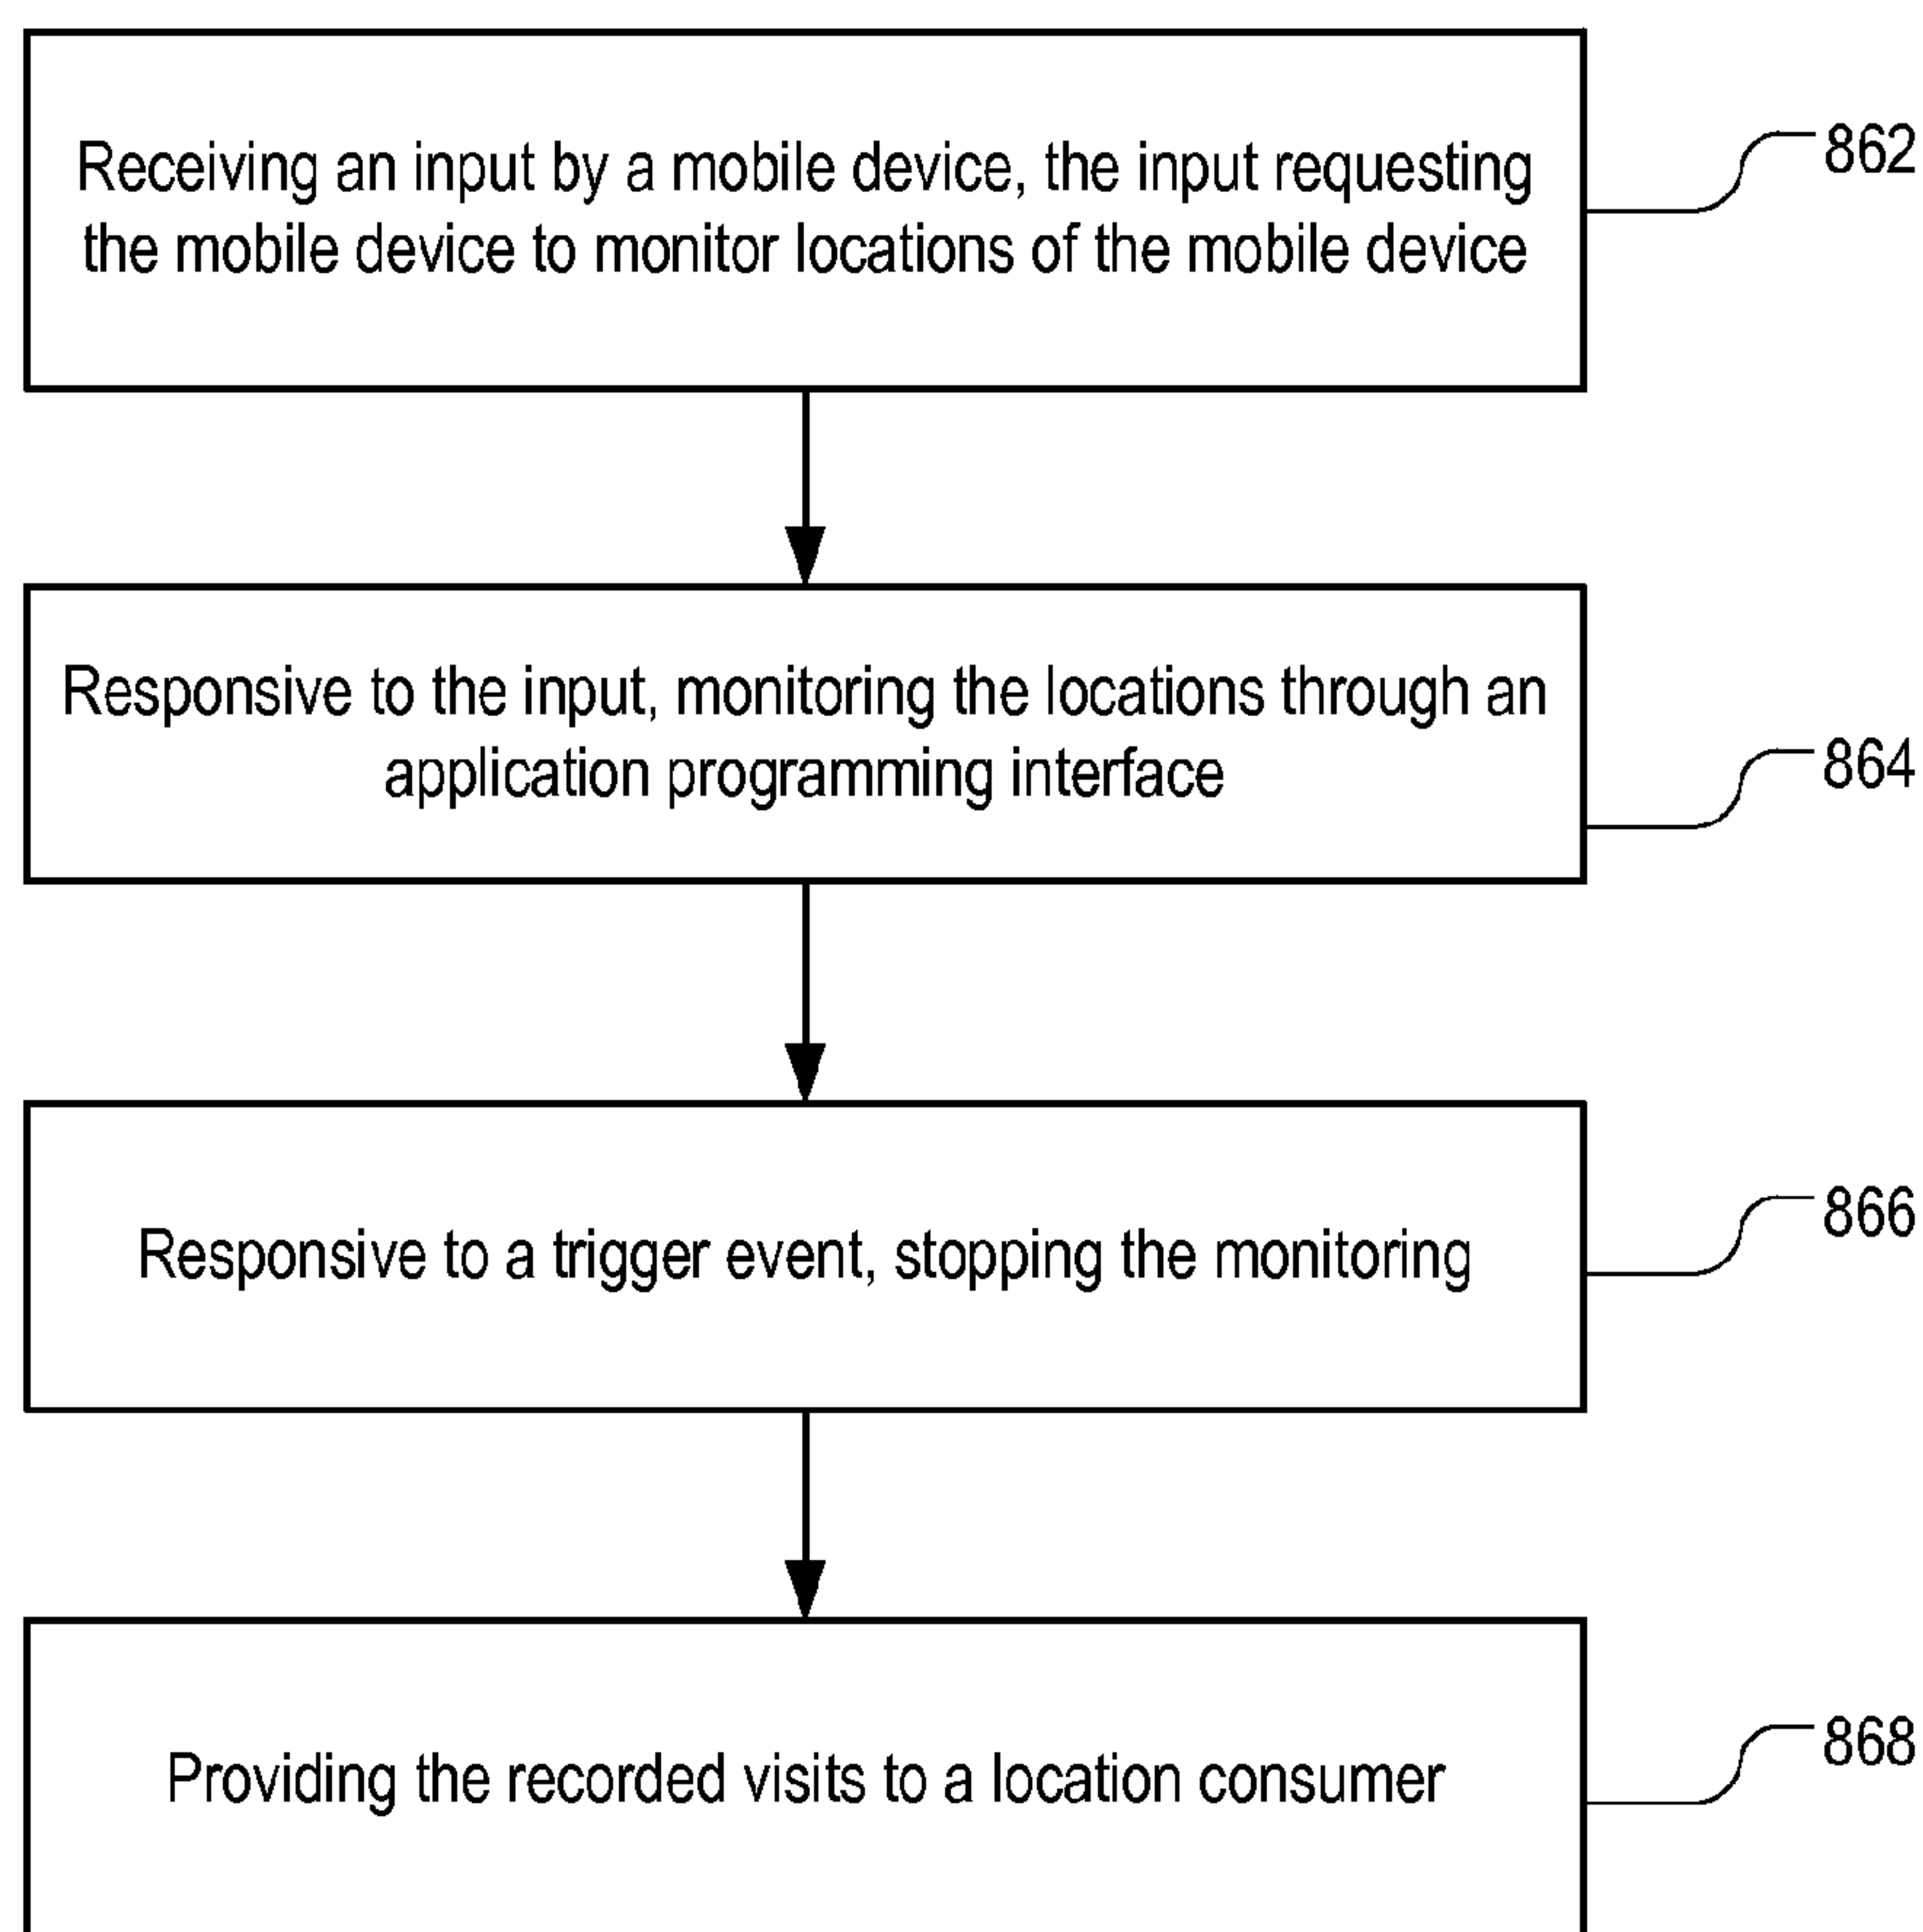 Receiving an input by a mobile device, the input requesting
the mobile device to monitor locations of the mobile device
862
Responsive to the input, monitoring the locations through an
application programming interface
864
Responsive to a trigger event, stopping the monitoring
866
Providing the recorded visits to a location consumer
868